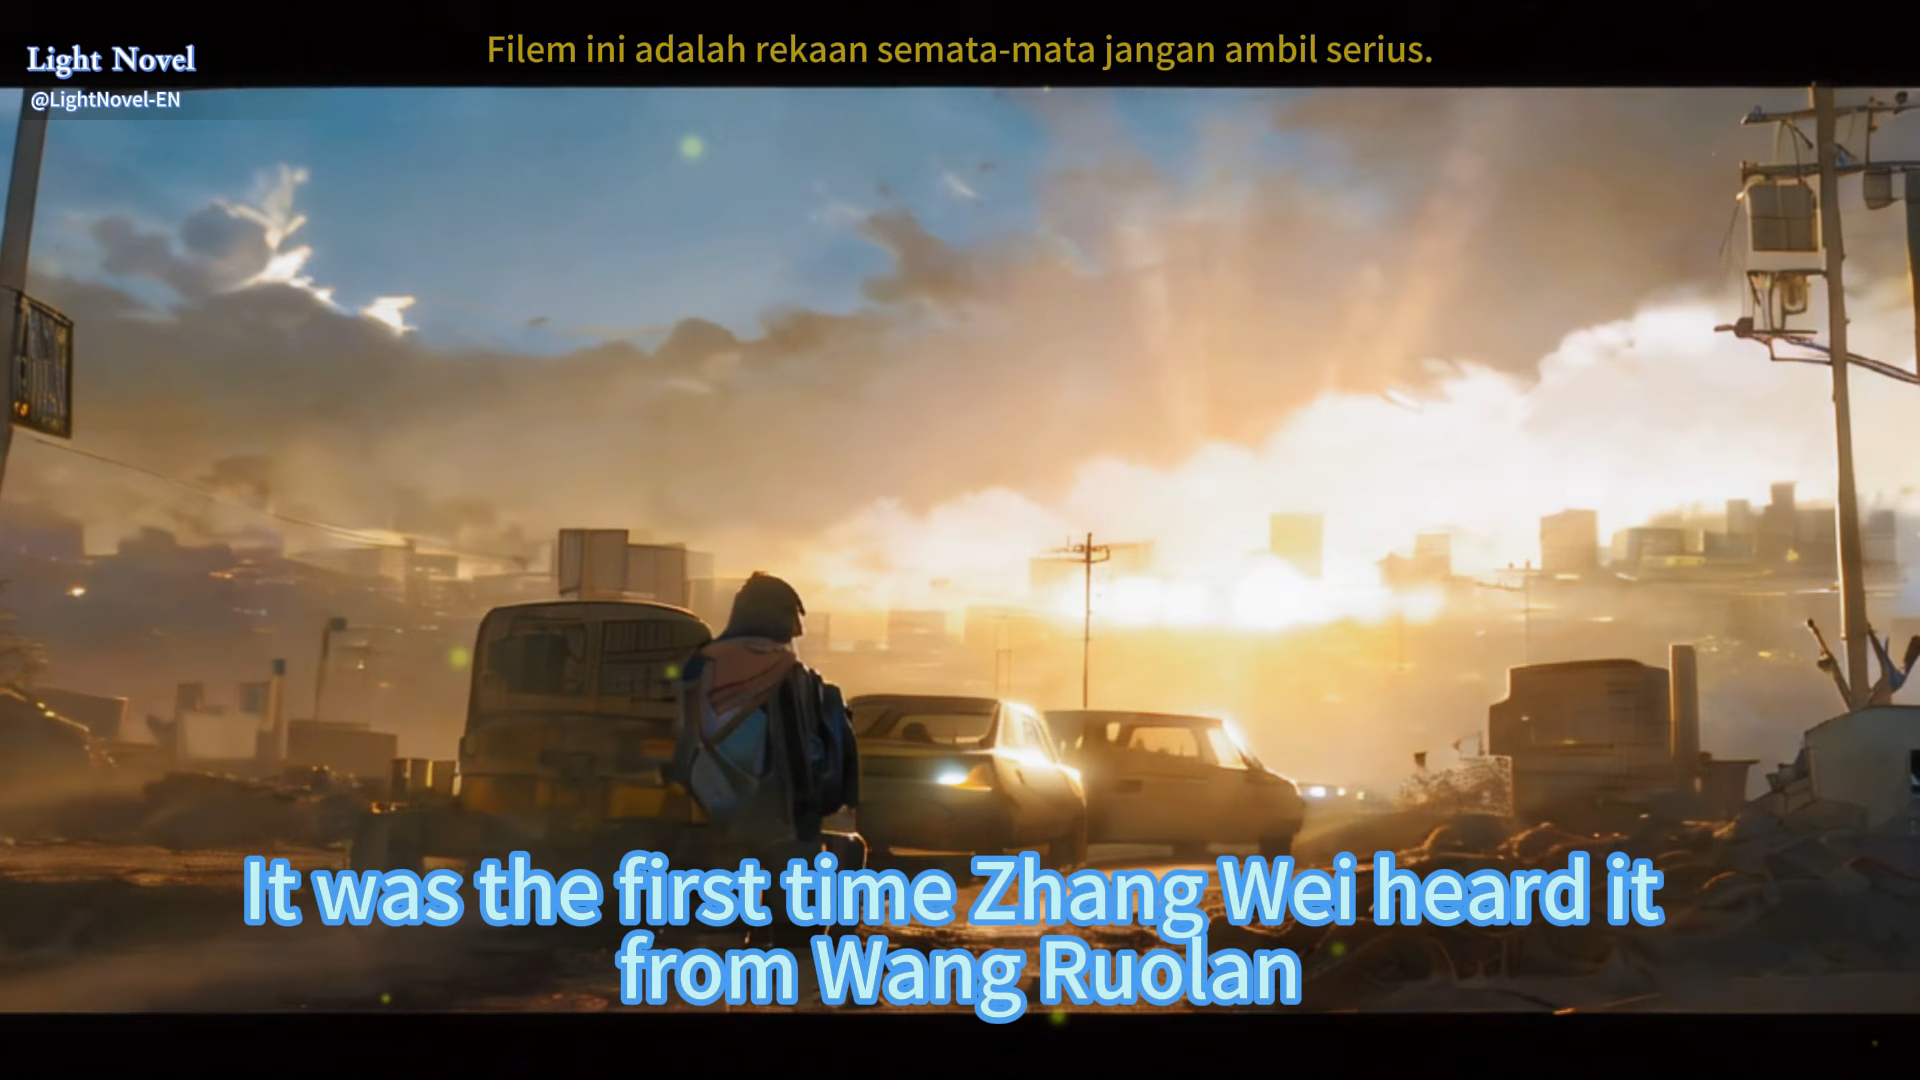 Filem ini adalah rekaan semata-mata jangan ambil serius.
Light Novel
@LightNovel-EN
It was the first time Zhang Wei heard it
from Wang Ruolan